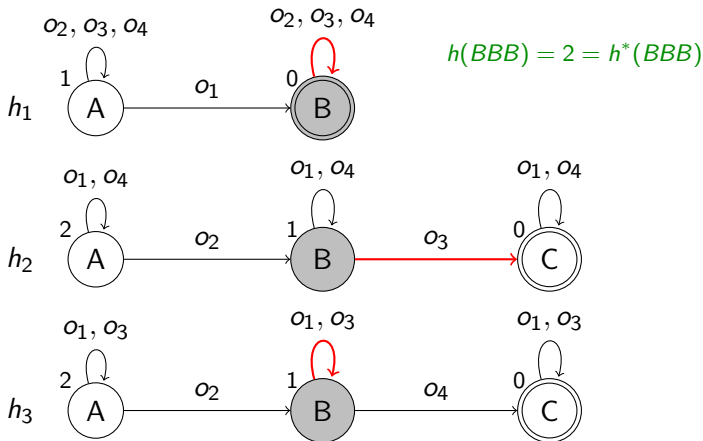 o₂, o₃, o₄ o₂, o₃, o₄
h(BBB) = 2 = h*(BBB)
1 0
h₁ A o₁ B
o₁, o₄ o₁, o₄ o₁, o₄
2 1 0
h₂ A o₂ B o₃ C
o₁, o₃ o₁, o₃ o₁, o₃
2 1 0
h₃ A o₂ B o₄ C